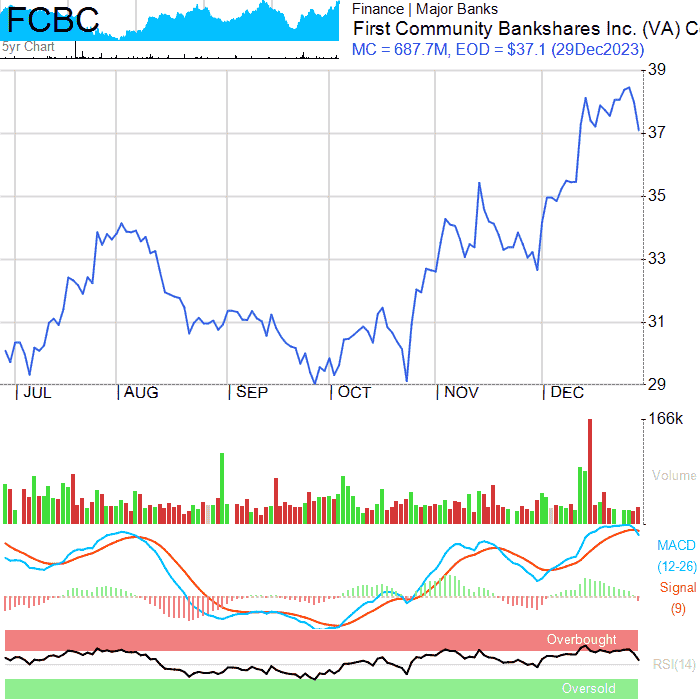 FCBC
5yr Chart
Finance | Major Banks
First Community Bankshares Inc. (VA) C
MC = 687.7M, EOD = $37.1 (29Dec2023)
39
37
35
33
31
29
JUL AUG SEP OCT NOV DEC
166k
Volume
MACD
(12-26)
Signal
(9)
Overbought
RSI(14)
Oversold